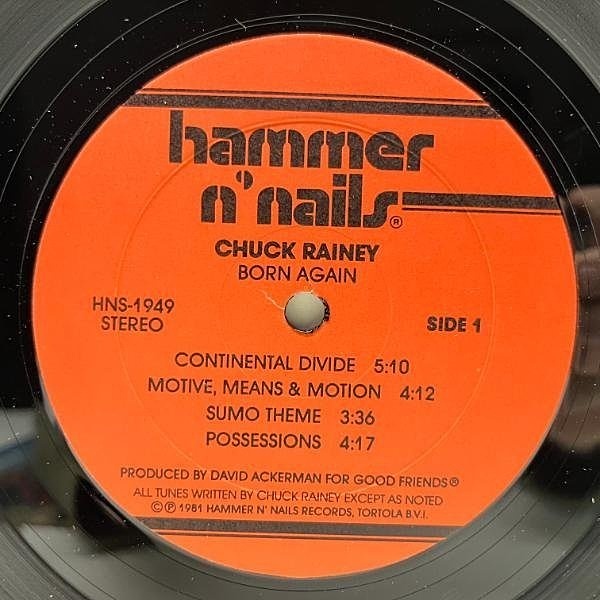 hammer
n' nails®
CHUCK RAINEY
BORN AGAIN
HNS-1949
STEREO
SIDE 1
CONTINENTAL DIVIDE 5:10
MOTIVE, MEANS & MOTION 4:12
SUMO THEME 3:36
POSSESSIONS 4:17
PRODUCED BY DAVID ACKERMAN FOR GOOD FRIENDS®
ALL TUNES WRITTEN BY CHUCK RAINEY EXCEPT AS NOTED
©℗ 1981 HAMMER N' NAILS RECORDS, TORTOLA B.V.I.